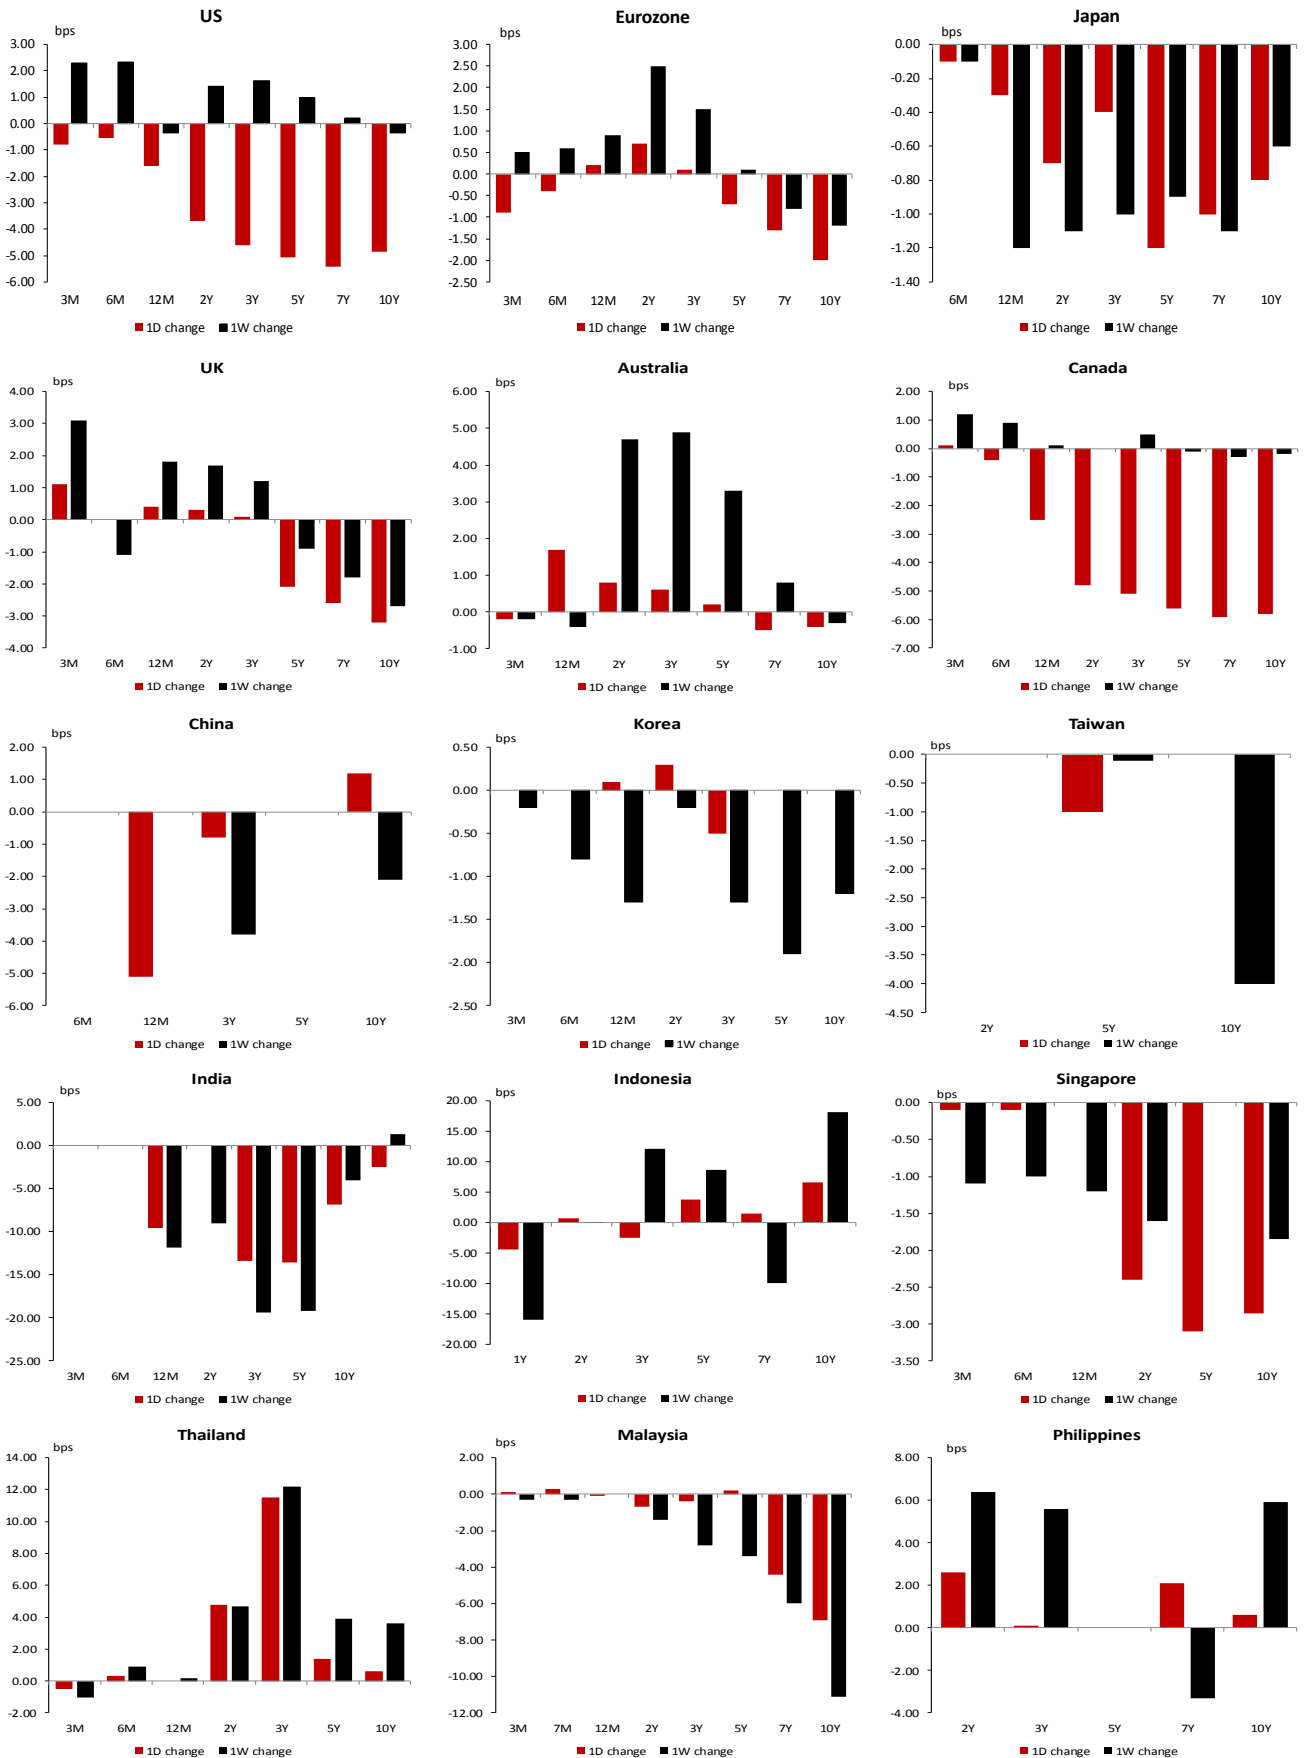 US
bps
3.00
2.00
1.00
0.00
-1.00
-2.00
-3.00
-4.00
-5.00
-6.00
3M 6M 12M 2Y 3Y 5Y 7Y 10Y
1D change 1W change
Eurozone
bps
3.00
2.50
2.00
1.50
1.00
0.50
0.00
-0.50
-1.00
-1.50
-2.00
-2.50
3M 6M 12M 2Y 3Y 5Y 7Y 10Y
1D change 1W change
Japan
bps
0.00
-0.20
-0.40
-0.60
-0.80
-1.00
-1.20
-1.40
6M 12M 2Y 3Y 5Y 7Y 10Y
1D change 1W change
UK
bps
4.00
3.00
2.00
1.00
0.00
-1.00
-2.00
-3.00
-4.00
3M 6M 12M 2Y 3Y 5Y 7Y 10Y
1D change 1W change
Australia
bps
6.00
5.00
4.00
3.00
2.00
1.00
0.00
-1.00
3M 12M 2Y 3Y 5Y 7Y 10Y
1D change 1W change
Canada
bps
2.00
1.00
0.00
-1.00
-2.00
-3.00
-4.00
-5.00
-6.00
-7.00
3M 6M 12M 2Y 3Y 5Y 7Y 10Y
1D change 1W change
China
bps
2.00
1.00
0.00
-1.00
-2.00
-3.00
-4.00
-5.00
-6.00
6M 12M 3Y 5Y 10Y
1D change 1W change
Korea
bps
0.50
0.00
-0.50
-1.00
-1.50
-2.00
-2.50
3M 6M 12M 2Y 3Y 5Y 10Y
1D change 1W change
Taiwan
bps
0.00
-0.50
-1.00
-1.50
-2.00
-2.50
-3.00
-3.50
-4.00
-4.50
2Y 5Y 10Y
1D change 1W change
India
bps
5.00
0.00
-5.00
-10.00
-15.00
-20.00
-25.00
3M 6M 12M 2Y 3Y 5Y 10Y
1D change 1W change
Indonesia
bps
20.00
15.00
10.00
5.00
0.00
-5.00
-10.00
-15.00
-20.00
1Y 2Y 3Y 5Y 7Y 10Y
1D change 1W change
Singapore
bps
0.00
-0.50
-1.00
-1.50
-2.00
-2.50
-3.00
-3.50
3M 6M 12M 2Y 5Y 10Y
1D change 1W change
Thailand
bps
14.00
12.00
10.00
8.00
6.00
4.00
2.00
0.00
-2.00
3M 6M 12M 2Y 3Y 5Y 10Y
1D change 1W change
Malaysia
bps
2.00
0.00
-2.00
-4.00
-6.00
-8.00
-10.00
-12.00
3M 7M 12M 2Y 3Y 5Y 7Y 10Y
1D change 1W change
Philippines
bps
8.00
6.00
4.00
2.00
0.00
-2.00
-4.00
2Y 3Y 5Y 7Y 10Y
1D change 1W change